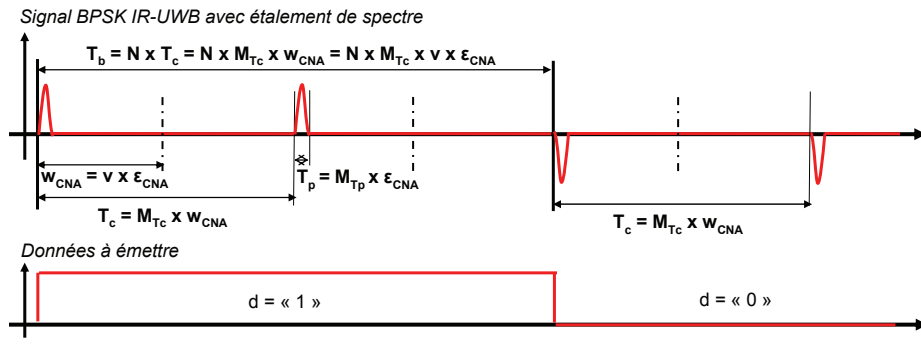 Signal BPSK IR-UWB avec étalement de spectre
T_b = N x T_c = N x M_Tc x w_CNA = N x M_Tc x v x ε_CNA
w_CNA = v x ε_CNA
T_p = M_Tp x ε_CNA
T_c = M_Tc x w_CNA
T_c = M_Tc x w_CNA
Données à émettre
d = « 1 »
d = « 0 »